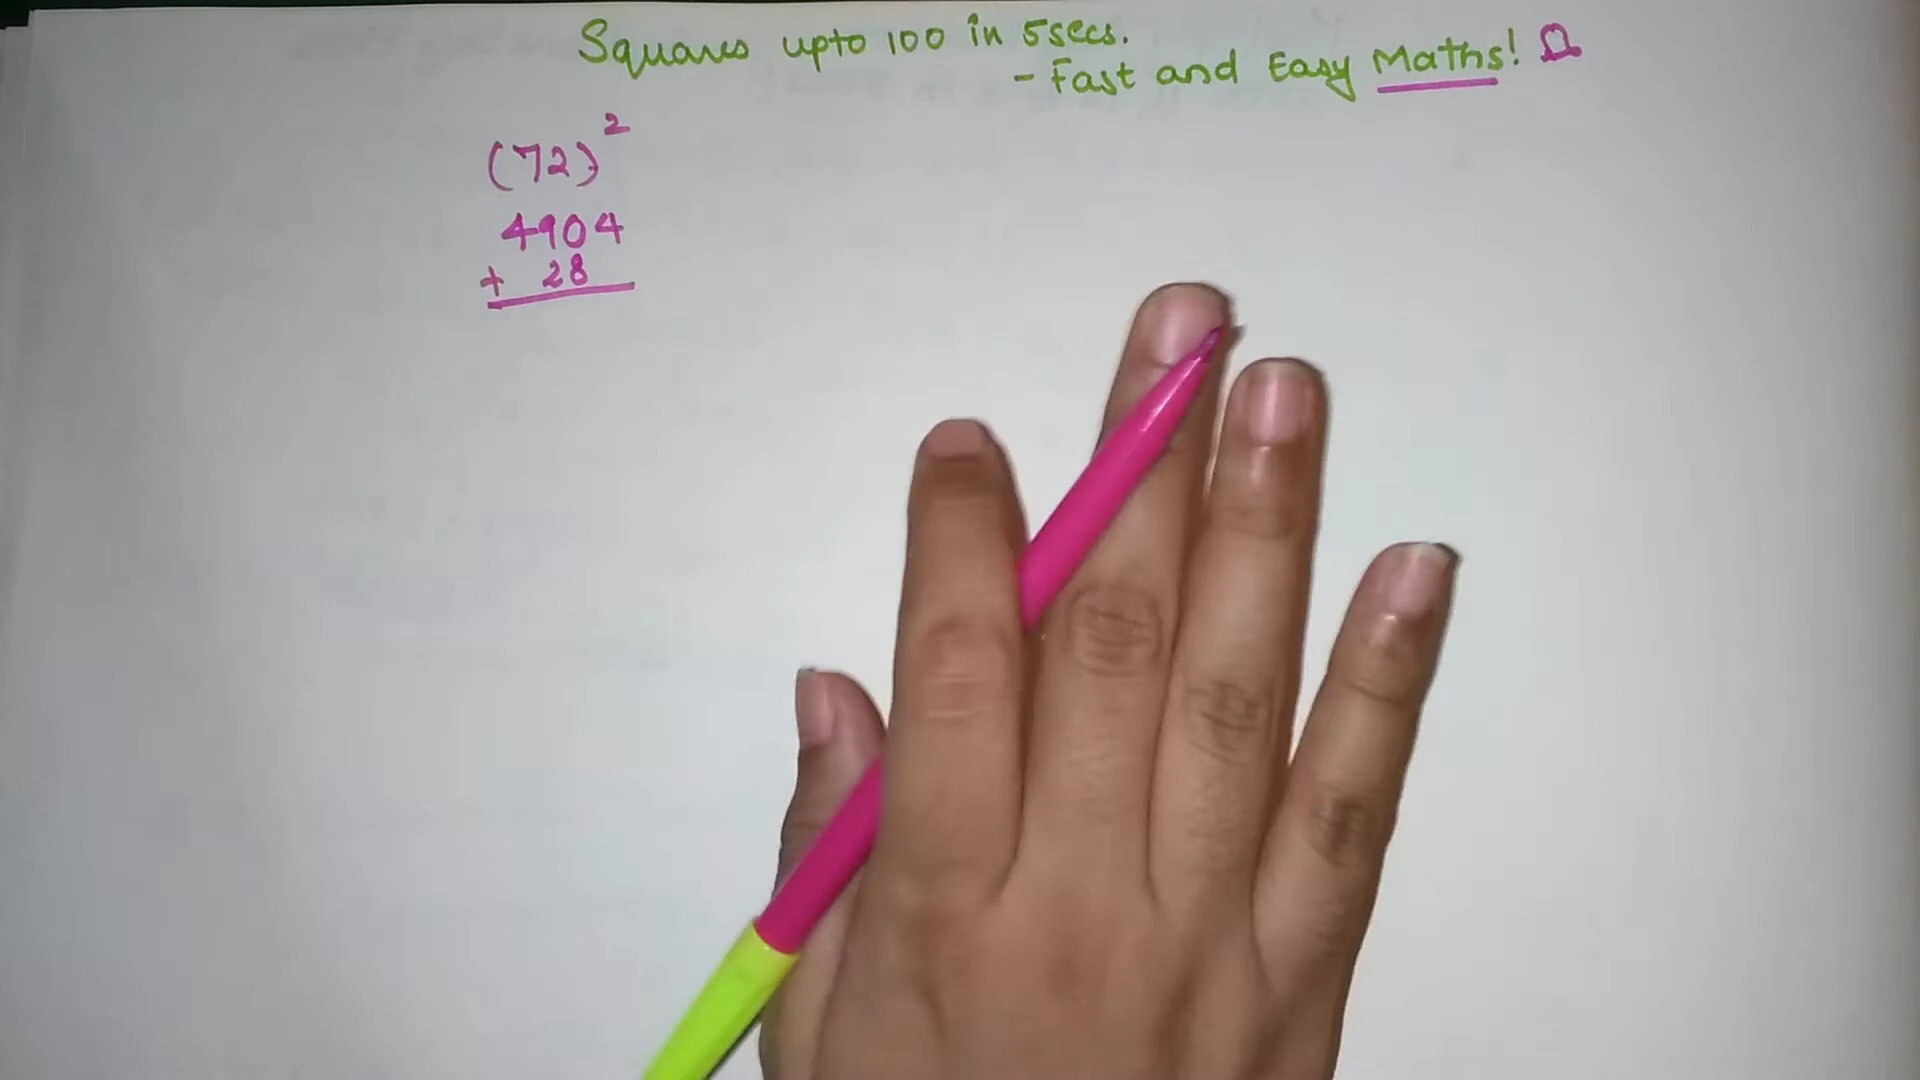 Squares upto 100 in 5secs.
- Fast and Easy Maths! Ω
(72)²
4904
+ 28